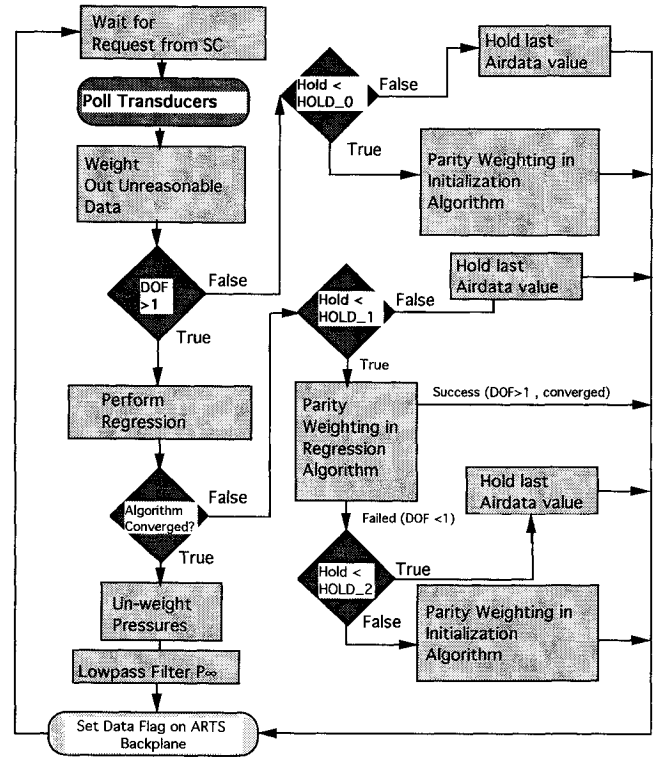 Wait for
Request from SC
Poll Transducers
Weight
Out Unreasonable
Data
DOF
>1
False
True
Perform
Regression
Algorithm
Converged?
False
True
Un-weight
Pressures
Lowpass Filter P∞
Set Data Flag on ARTS
Backplane
Hold <
HOLD_0
False
True
Hold last
Airdata value
Parity Weighting in
Initialization
Algorithm
Hold <
HOLD_1
False
True
Hold last
Airdata value
Parity
Weighting in
Regression
Algorithm
Success (DOF>1 , converged)
Failed (DOF <1)
Hold <
HOLD_2
True
False
Hold last
Airdata value
Parity Weighting in
Initialization
Algorithm